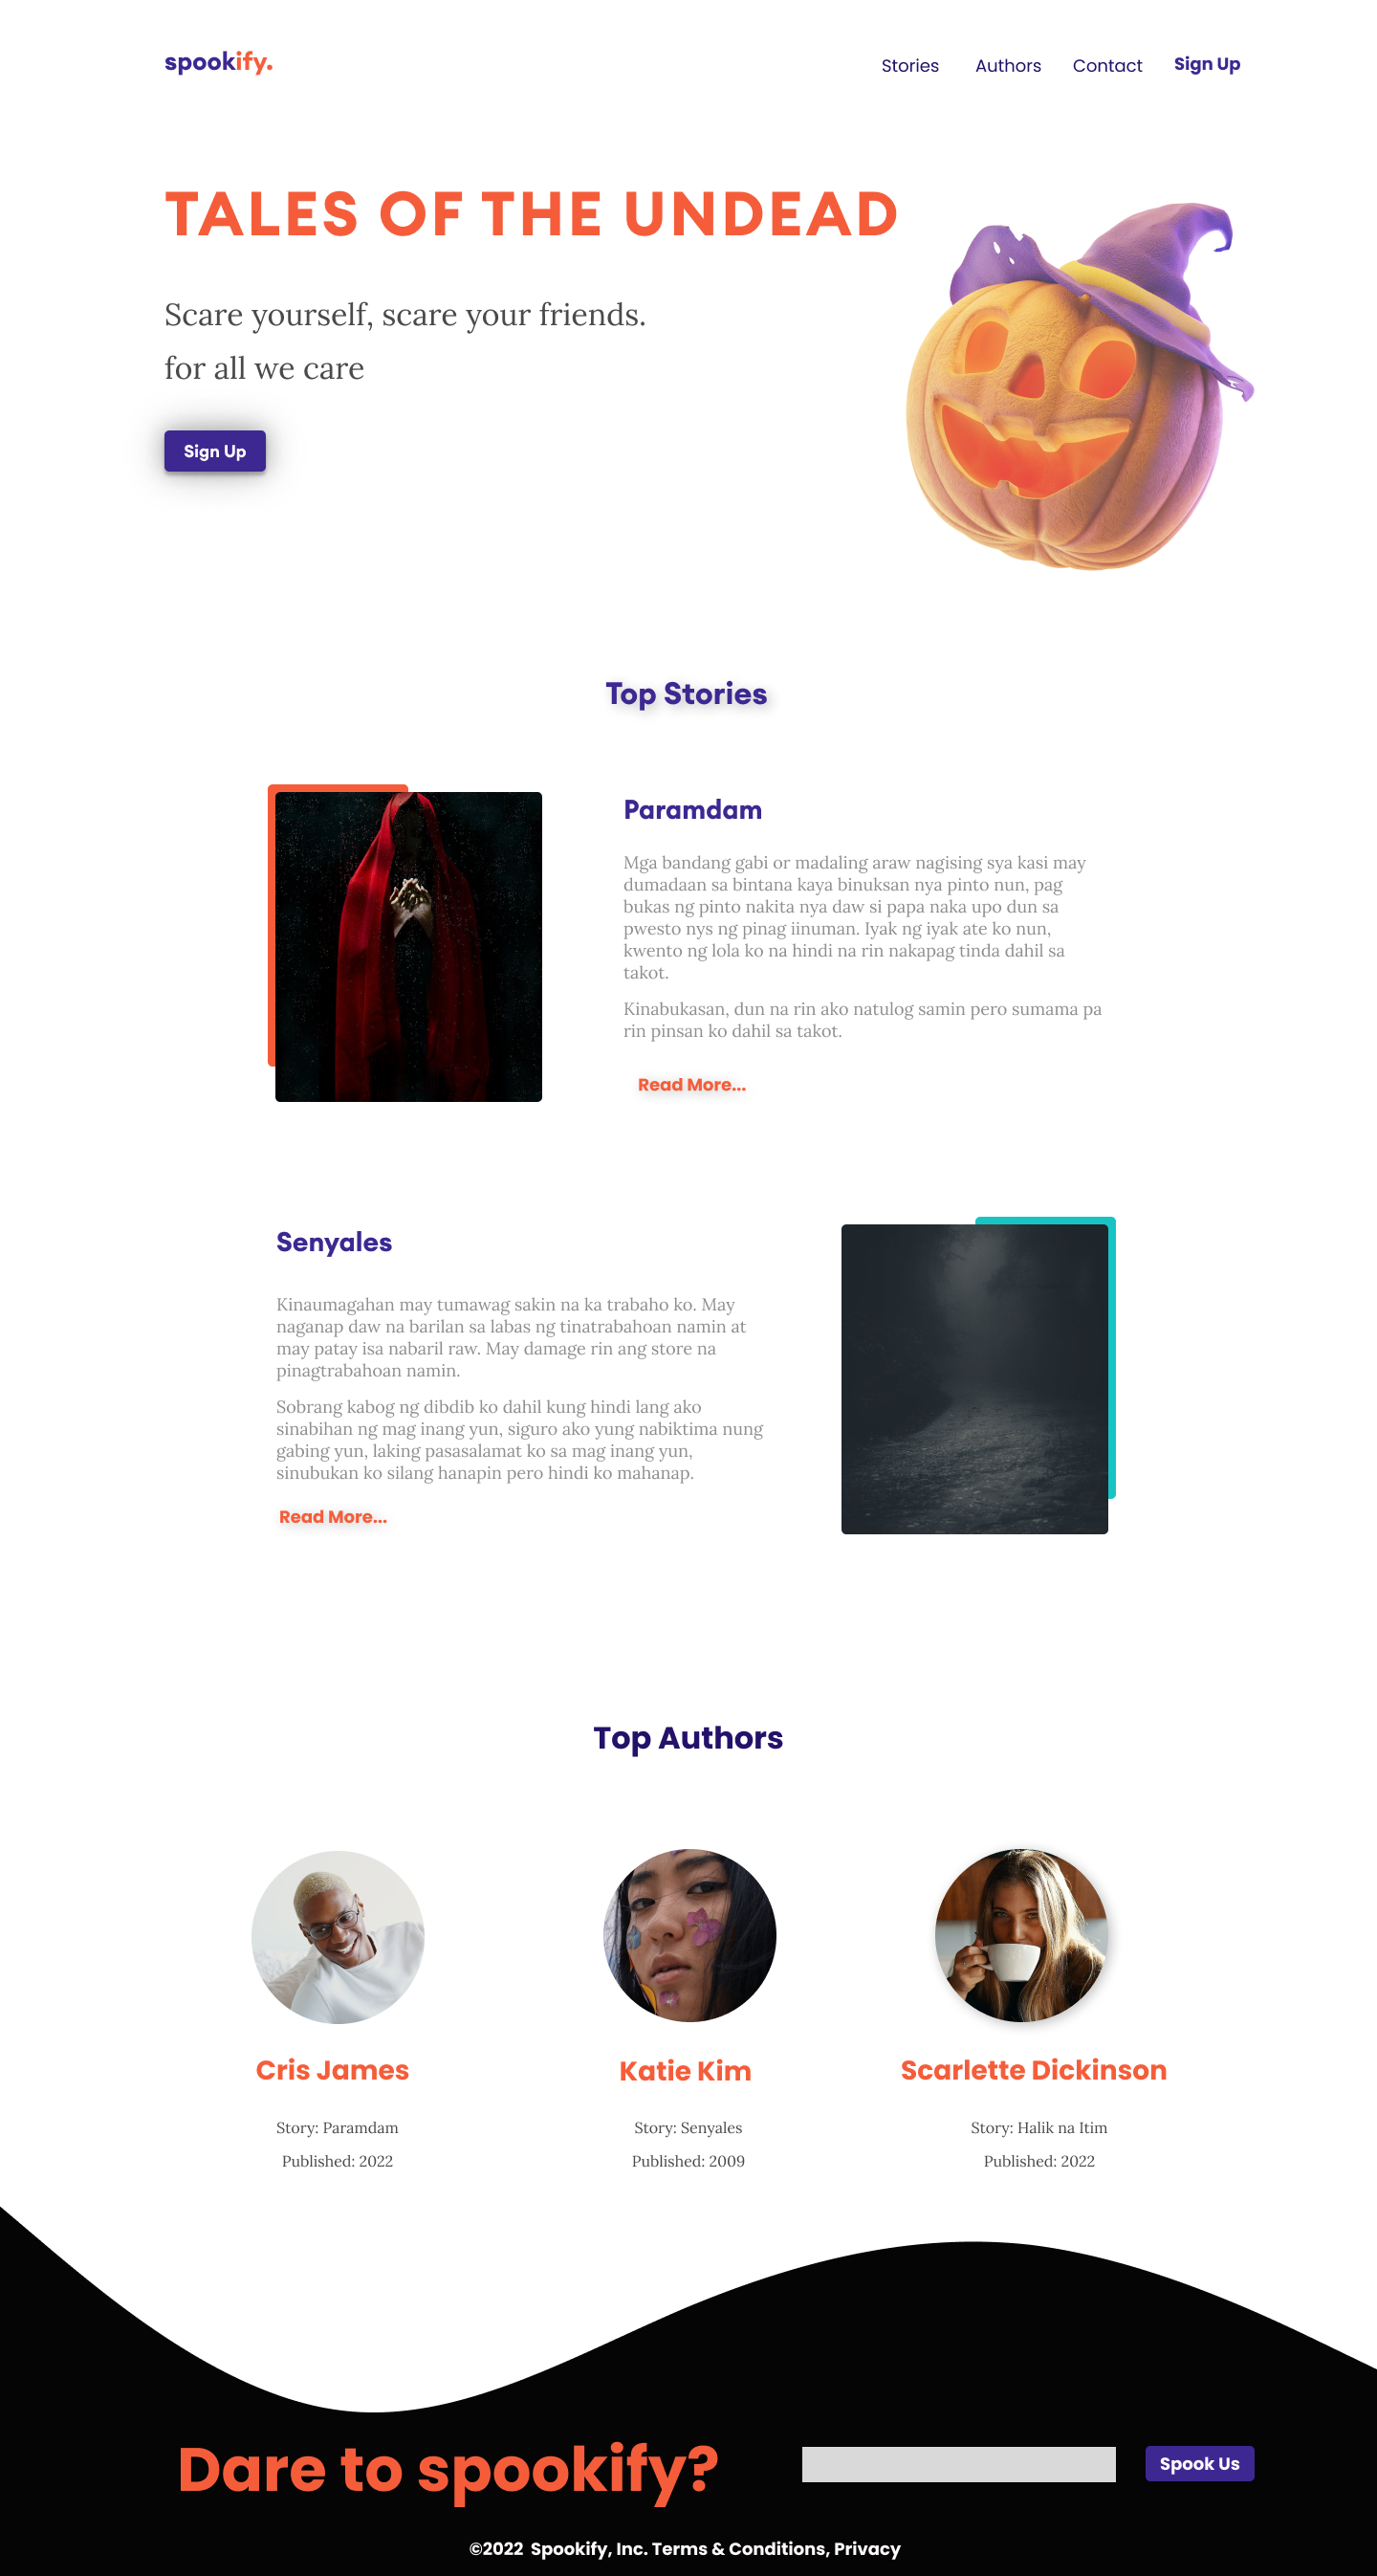 spookify.
Stories Authors Contact Sign Up
TALES OF THE UNDEAD
Scare yourself, scare your friends.
for all we care
Sign Up
Top Stories
Paramdam
Mga bandang gabi or madaling araw nagising sya kasi may
dumadaan sa bintana kaya binuksan nya pinto nun, pag
bukas ng pinto nakita nya daw si papa naka upo dun sa
pwesto nys ng pinag iinuman. Iyak ng iyak ate ko nun,
kwento ng lola ko na hindi na rin nakapag tinda dahil sa
takot.
Kinabukasan, dun na rin ako natulog samin pero sumama pa
rin pinsan ko dahil sa takot.
Read More...
Senyales
Kinaumagahan may tumawag sakin na ka trabaho ko. May
naganap daw na barilan sa labas ng tinatrabahoan namin at
may patay isa nabaril raw. May damage rin ang store na
pinagtrabahoan namin.
Sobrang kabog ng dibdib ko dahil kung hindi lang ako
sinabihan ng mag inang yun, siguro ako yung nabiktima nung
gabing yun, laking pasasalamat ko sa mag inang yun,
sinubukan ko silang hanapin pero hindi ko mahanap.
Read More...
Top Authors
Cris James
Story: Paramdam
Published: 2022
Katie Kim
Story: Senyales
Published: 2009
Scarlette Dickinson
Story: Halik na Itim
Published: 2022
Dare to spookify?
Spook Us
©2022 Spookify, Inc. Terms & Conditions, Privacy